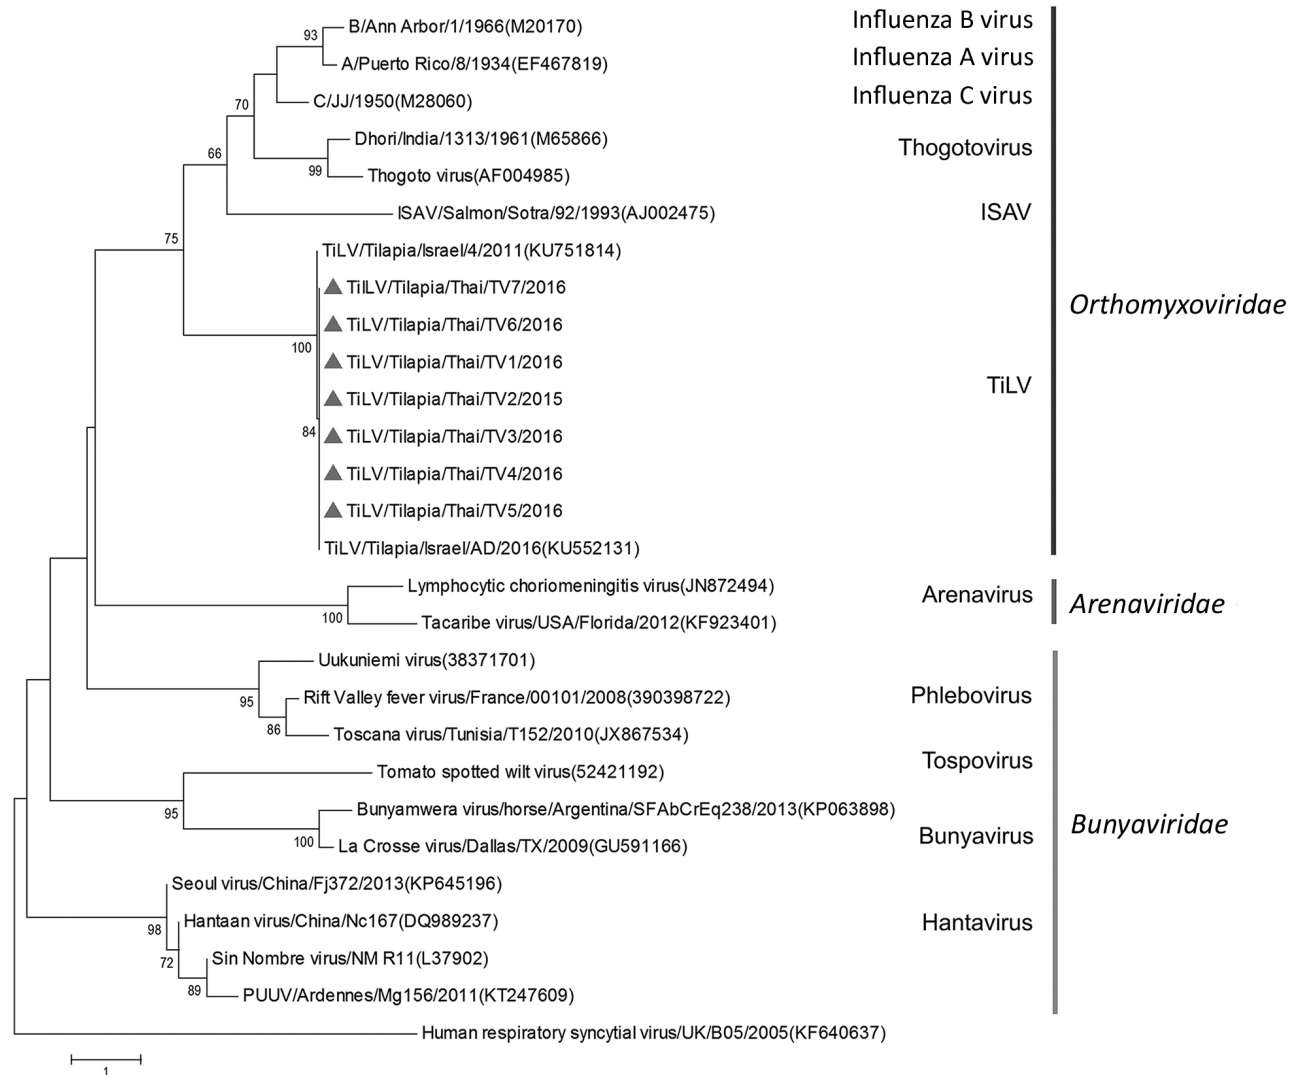 B/Ann Arbor/1/1966(M20170)
Influenza B virus
93
A/Puerto Rico/8/1934(EF467819)
Influenza A virus
C/JJ/1950(M28060)
Influenza C virus
70
Dhori/India/1313/1961(M65866)
Thogotovirus
66
99
Thogoto virus(AF004985)
ISAV/Salmon/Sotra/92/1993(AJ002475)
ISAV
75
TiLV/Tilapia/Israel/4/2011(KU751814)
TilLV/Tilapia/Thai/TV7/2016
Orthomyxoviridae
TiLV/Tilapia/Thai/TV6/2016
100
TiLV/Tilapia/Thai/TV1/2016
TiLV
TiLV/Tilapia/Thai/TV2/2015
84
TiLV/Tilapia/Thai/TV3/2016
TiLV/Tilapia/Thai/TV4/2016
TiLV/Tilapia/Thai/TV5/2016
TiLV/Tilapia/Israel/AD/2016(KU552131)
Lymphocytic choriomeningitis virus(JN872494)
Arenavirus
Arenaviridae
100
Tacaribe virus/USA/Florida/2012(KF923401)
Uukuniemi virus(38371701)
95
Rift Valley fever virus/France/00101/2008(390398722)
Phlebovirus
86
Toscana virus/Tunisia/T152/2010(JX867534)
Tospovirus
Tomato spotted wilt virus(52421192)
95
Bunyamwera virus/horse/Argentina/SFAbCrEq238/2013(KP063898)
Bunyavirus
Bunyaviridae
100
La Crosse virus/Dallas/TX/2009(GU591166)
Seoul virus/China/Fj372/2013(KP645196)
98
Hantaan virus/China/Nc167(DQ989237)
Hantavirus
72
Sin Nombre virus/NM R11(L37902)
89
PUUV/Ardennes/Mg156/2011(KT247609)
Human respiratory syncytial virus/UK/B05/2005(KF640637)
1